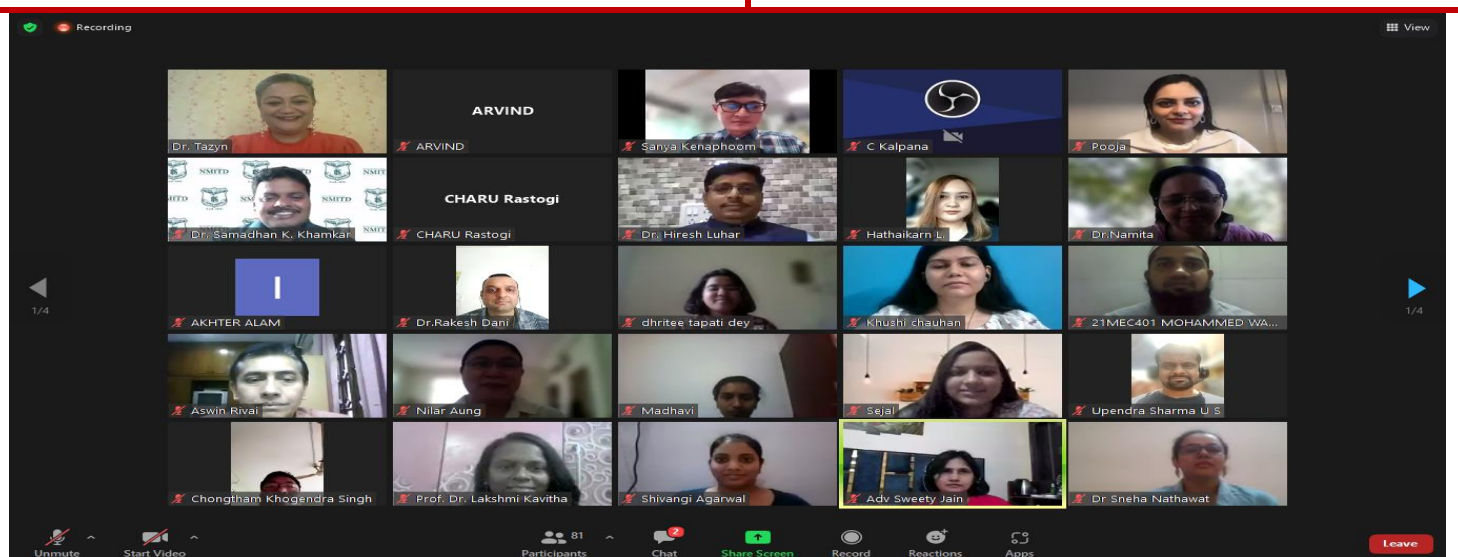 Recording
View
Dr. Tazyn
ARVIND
ARVIND
Sanya Kenaphoom
C Kalpana
Pooja
NMITD
NMITD
NMITD
NMITD
Dr. Samadhan K. Khamkar
CHARU Rastogi
CHARU Rastogi
Dr. Hiresh Luhar
Hathaikarn L.
Dr.Namita
1/4
I
AKHTER ALAM
Dr.Rakesh Dani
dhritee tapati dey
Khushi chauhan
21MEC401 MOHAMMED WA...
1/4
Aswin Rivai
Nilar Aung
Madhavi
Sejal
Upendra Sharma U S
Chongtham Khogendra Singh
Prof. Dr. Lakshmi Kavitha
Shivangi Agarwal
Adv Sweety Jain
Dr Sneha Nathawat
Unmute
Start Video
81
Participants
2
Chat
Share Screen
Record
Reactions
Apps
Leave